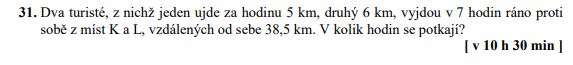 31. Dva turisté, z nichž jeden ujde za hodinu 5 km, druhý 6 km, vyjdou v 7 hodin ráno proti
sobě z míst K a L, vzdálených od sebe 38,5 km. V kolik hodin se potkají?
[ v 10 h 30 min ]